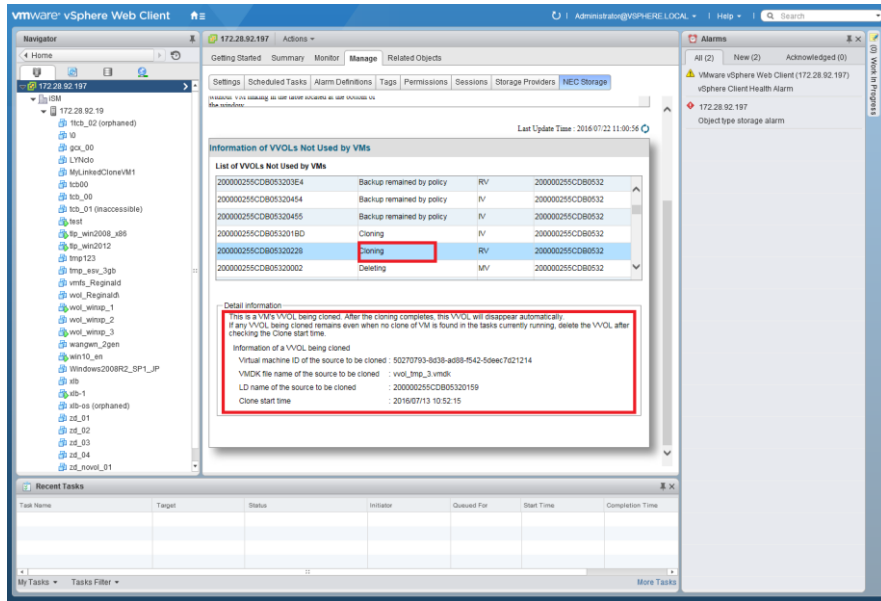 vmware® vSphere Web Client
Administrator@VSPHERE.LOCAL
Help
Search
Navigator
Home
172.28.92.197
ISM
172.28.92.19
1tcb_02 (orphaned)
gcx_00
LYNclo
MyLinkedCloneVM1
tcb00
tcb_00
tcb_01 (inaccessible)
test
tlp_win2008_x86
tlp_win2012
tmp123
tmp_esv_3gb
vmfs_Reginald
vvol_winxp_1
vvol_winxp_2
vvol_winxp_3
wangwn_2gen
win10_en
Windows2008R2_SP1_JP
xlb
xlb-1
xlb-os (orphaned)
zd_01
zd_02
zd_03
zd_04
zd_novol_01
172.28.92.197 Actions
Getting Started Summary Monitor Manage Related Objects
Settings Scheduled Tasks Alarm Definitions Tags Permissions Sessions Storage Providers NEC Storage
the window.
Last Update Time : 2016/07/22 11:00:56
Information of VVOLs Not Used by VMs
List of VVOLs Not Used by VMs
200000255CDB053203E4 Backup remained by policy RV 200000255CDB0532
200000255CDB05320454 Backup remained by policy IV 200000255CDB0532
200000255CDB05320455 Backup remained by policy IV 200000255CDB0532
200000255CDB053201BD Cloning IV 200000255CDB0532
200000255CDB05320228 Cloning RV 200000255CDB0532
200000255CDB05320002 Deleting MV 200000255CDB0532
Detail information
This is a VM's VVOL being cloned. After the cloning completes, this VVOL will disappear automatically.
If any VVOL being cloned remains even when no clone of VM is found in the tasks currently running, delete the VVOL after
checking the Clone start time.
Information of a VVOL being cloned
Virtual machine ID of the source to be cloned : 50270793-8d38-ad88-f542-5deec7d21214
VMDK file name of the source to be cloned : vvol_tmp_3.vmdk
LD name of the source to be cloned : 200000255CDB05320159
Clone start time : 2016/07/13 10:52:15
Alarms
All (2) New (2) Acknowledged (0)
VMware vSphere Web Client (172.28.92.197)
vSphere Client Health Alarm
172.28.92.197
Object type storage alarm
(0) Work In Progress
Recent Tasks
Task Name Target Status Initiator Queued For Start Time Completion Time
My Tasks Tasks Filter More Tasks